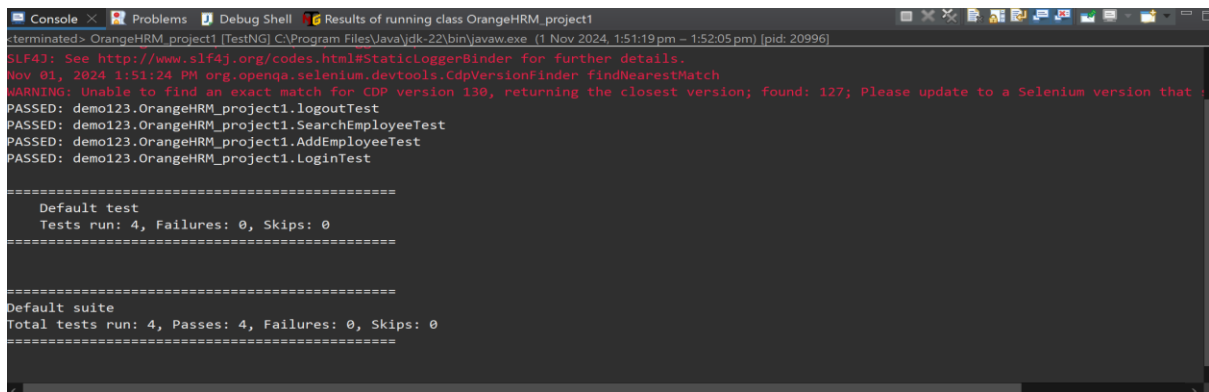 Console Problems Debug Shell Results of running class OrangeHRM_project1
<terminated> OrangeHRM_project1 [TestNG] C:\Program Files\Java\jdk-22\bin\javaw.exe (1 Nov 2024, 1:51:19 pm – 1:52:05 pm) [pid: 20996]
SLF4J: See http://www.slf4j.org/codes.html#StaticLoggerBinder for further details.
Nov 01, 2024 1:51:24 PM org.openqa.selenium.devtools.CdpVersionFinder findNearestMatch
WARNING: Unable to find an exact match for CDP version 130, returning the closest version; found: 127; Please update to a Selenium version that
PASSED: demo123.OrangeHRM_project1.logoutTest
PASSED: demo123.OrangeHRM_project1.SearchEmployeeTest
PASSED: demo123.OrangeHRM_project1.AddEmployeeTest
PASSED: demo123.OrangeHRM_project1.LoginTest
===============================================
Default test
Tests run: 4, Failures: 0, Skips: 0
===============================================
===============================================
Default suite
Total tests run: 4, Passes: 4, Failures: 0, Skips: 0
===============================================